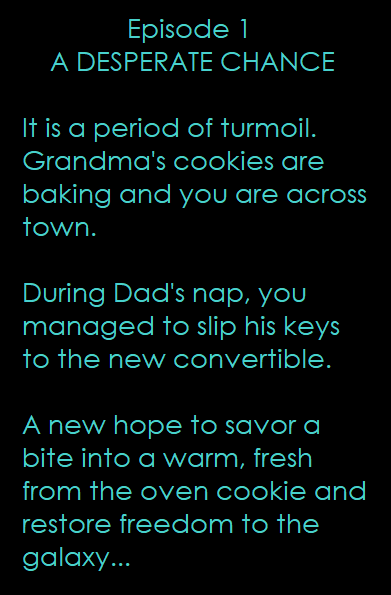 Episode 1
A DESPERATE CHANCE
It is a period of turmoil.
Grandma's cookies are
baking and you are across
town.
During Dad's nap, you
managed to slip his keys
to the new convertible.
A new hope to savor a
bite into a warm, fresh
from the oven cookie and
restore freedom to the
galaxy...